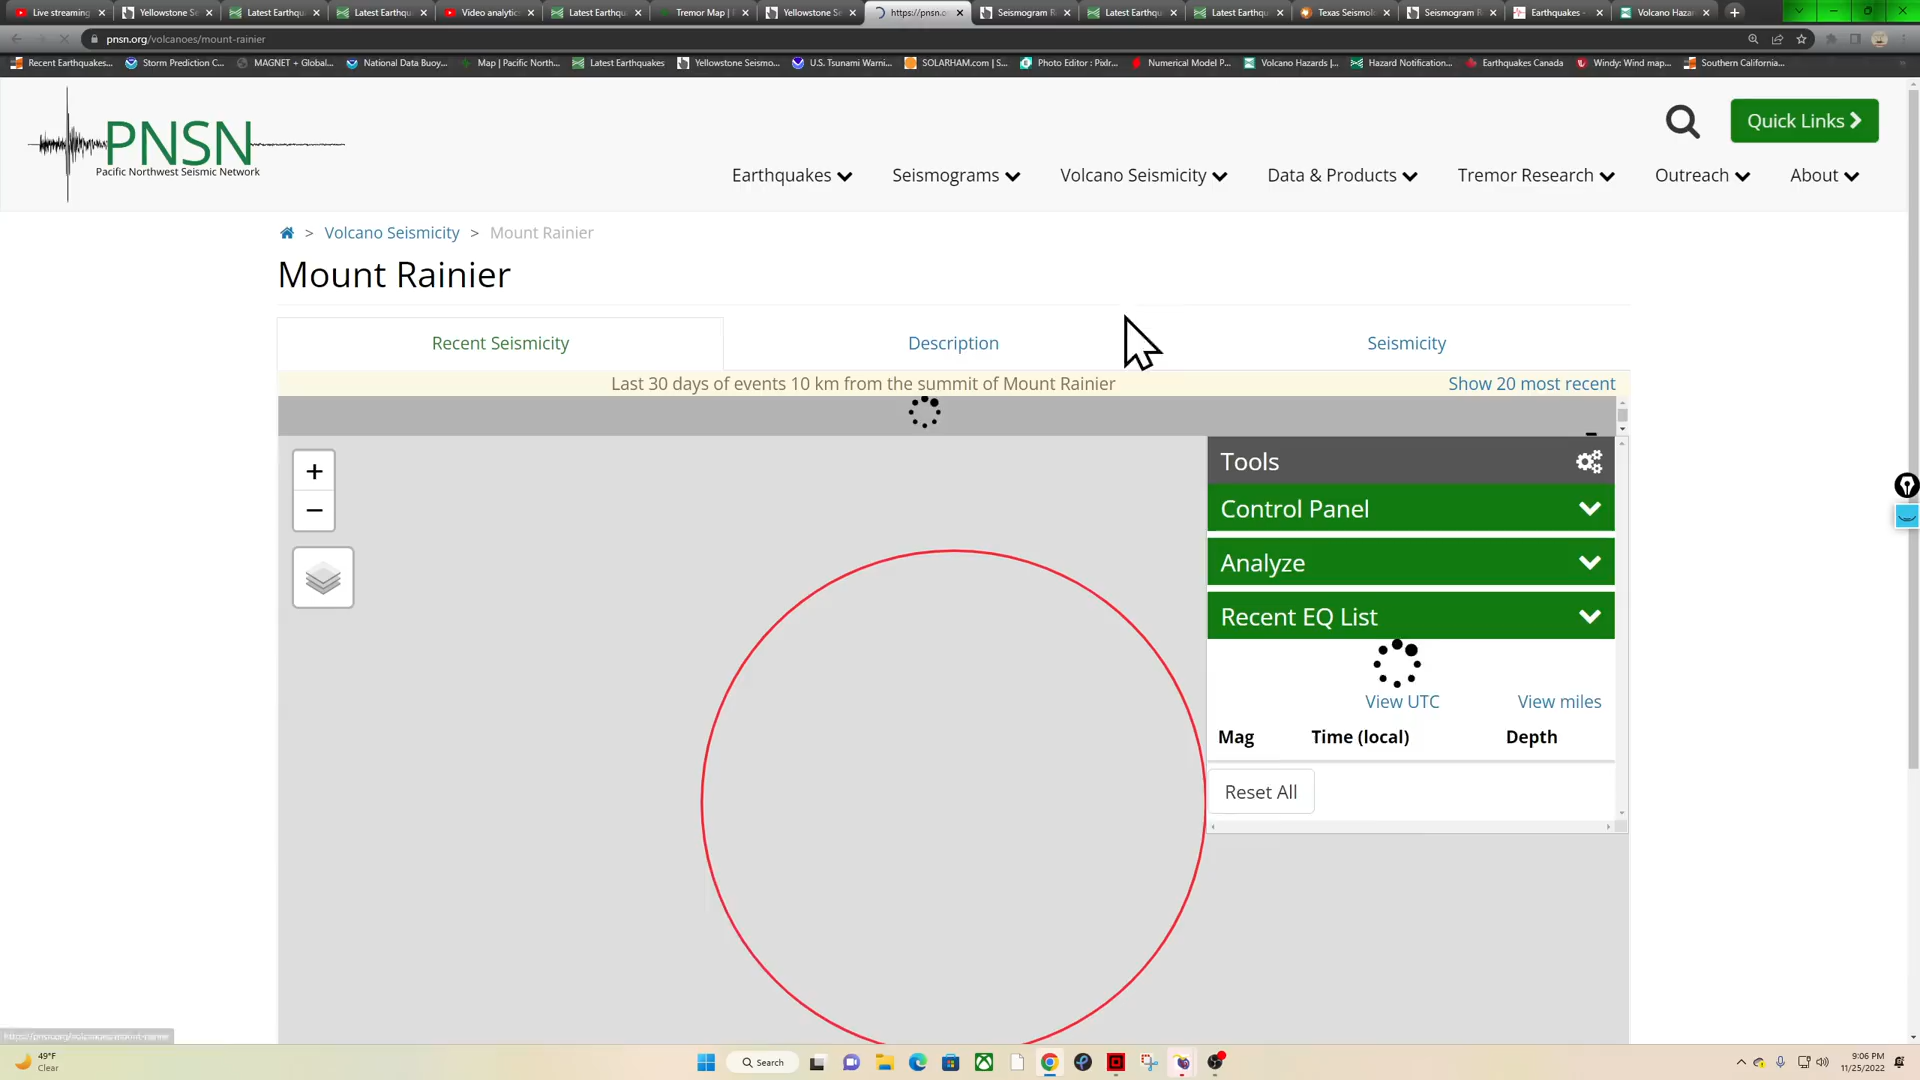 Live streaming
Yellowstone S
Latest Earthqu
Latest Earthqu
Video analytic
Latest Earthqu
Tremor Map |
Yellowstone S
https://pnsn.o
Seismogram R
Latest Earthqu
Latest Earthqu
Texas Seismol
Seismogram R
Earthquakes -
Volcano Haza
pnsn.org/volcanoes/mount-rainier
Recent Earthquakes...
Storm Prediction C...
MAGNET + Global...
National Data Buoy...
Map | Pacific North...
Latest Earthquakes
Yellowstone Seismo...
U.S. Tsunami Warni...
SOLARHAM.com | S...
Photo Editor : Pixlr...
Numerical Model P...
Volcano Hazards |...
Hazard Notification...
Earthquakes Canada
Windy: Wind map...
Southern California...
PNSN
Pacific Northwest Seismic Network
Quick Links
Earthquakes
Seismograms
Volcano Seismicity
Data & Products
Tremor Research
Outreach
About
> Volcano Seismicity > Mount Rainier
Mount Rainier
Recent Seismicity
Description
Seismicity
Last 30 days of events 10 km from the summit of Mount Rainier
Show 20 most recent
+
−
Tools
Control Panel
Analyze
Recent EQ List
View UTC
View miles
Mag
Time (local)
Depth
Reset All
https://pnsn.org/volcanoes/mount-rainier
49°F
Clear
Search
9:06 PM
11/25/2022